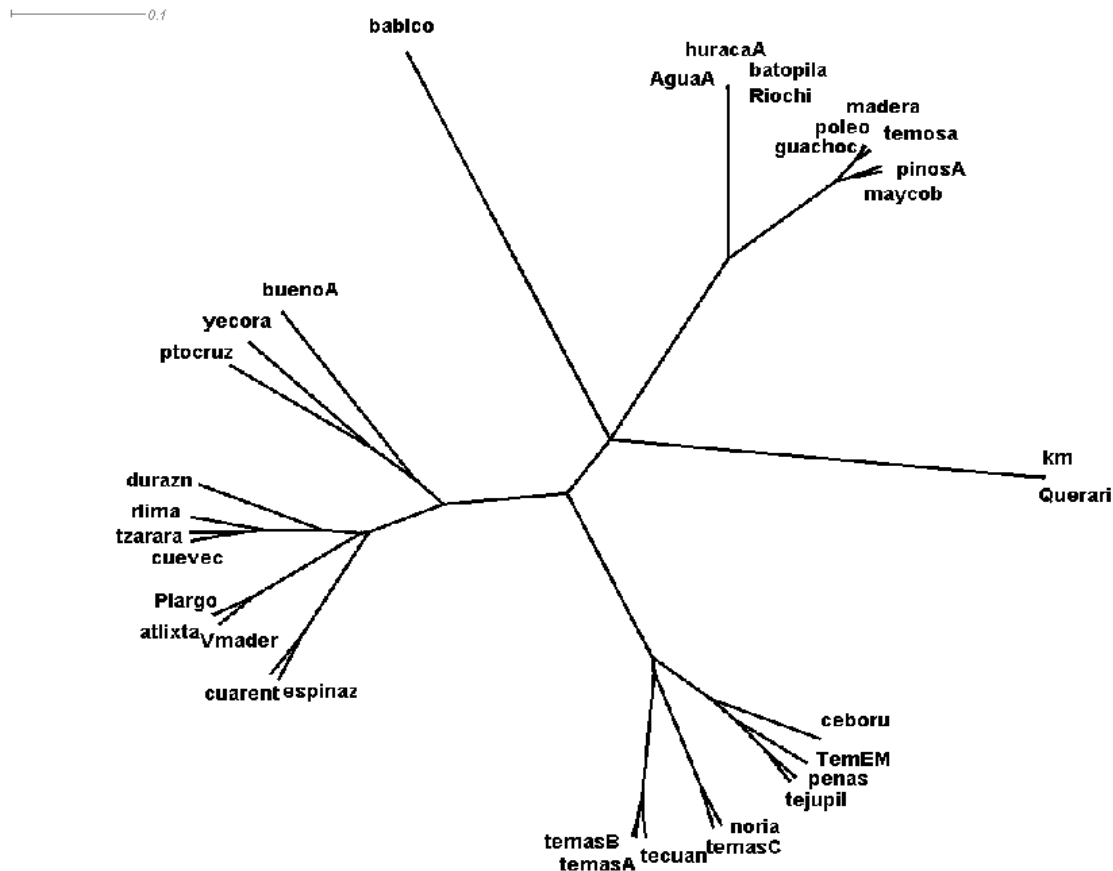 0.1
babico
huracaA
AguaA
batopila
Riochi
madera
poleo
temosa
guachoc
pinosA
maycob
buenoA
yecora
ptocruz
km
Querari
durazn
rlima
tzarara
cuevec
Plargo
atlixta
Vmader
cuarent
espinaz
ceboru
TemEM
penas
tejupil
noria
temasC
temasB
tecuan
temasA